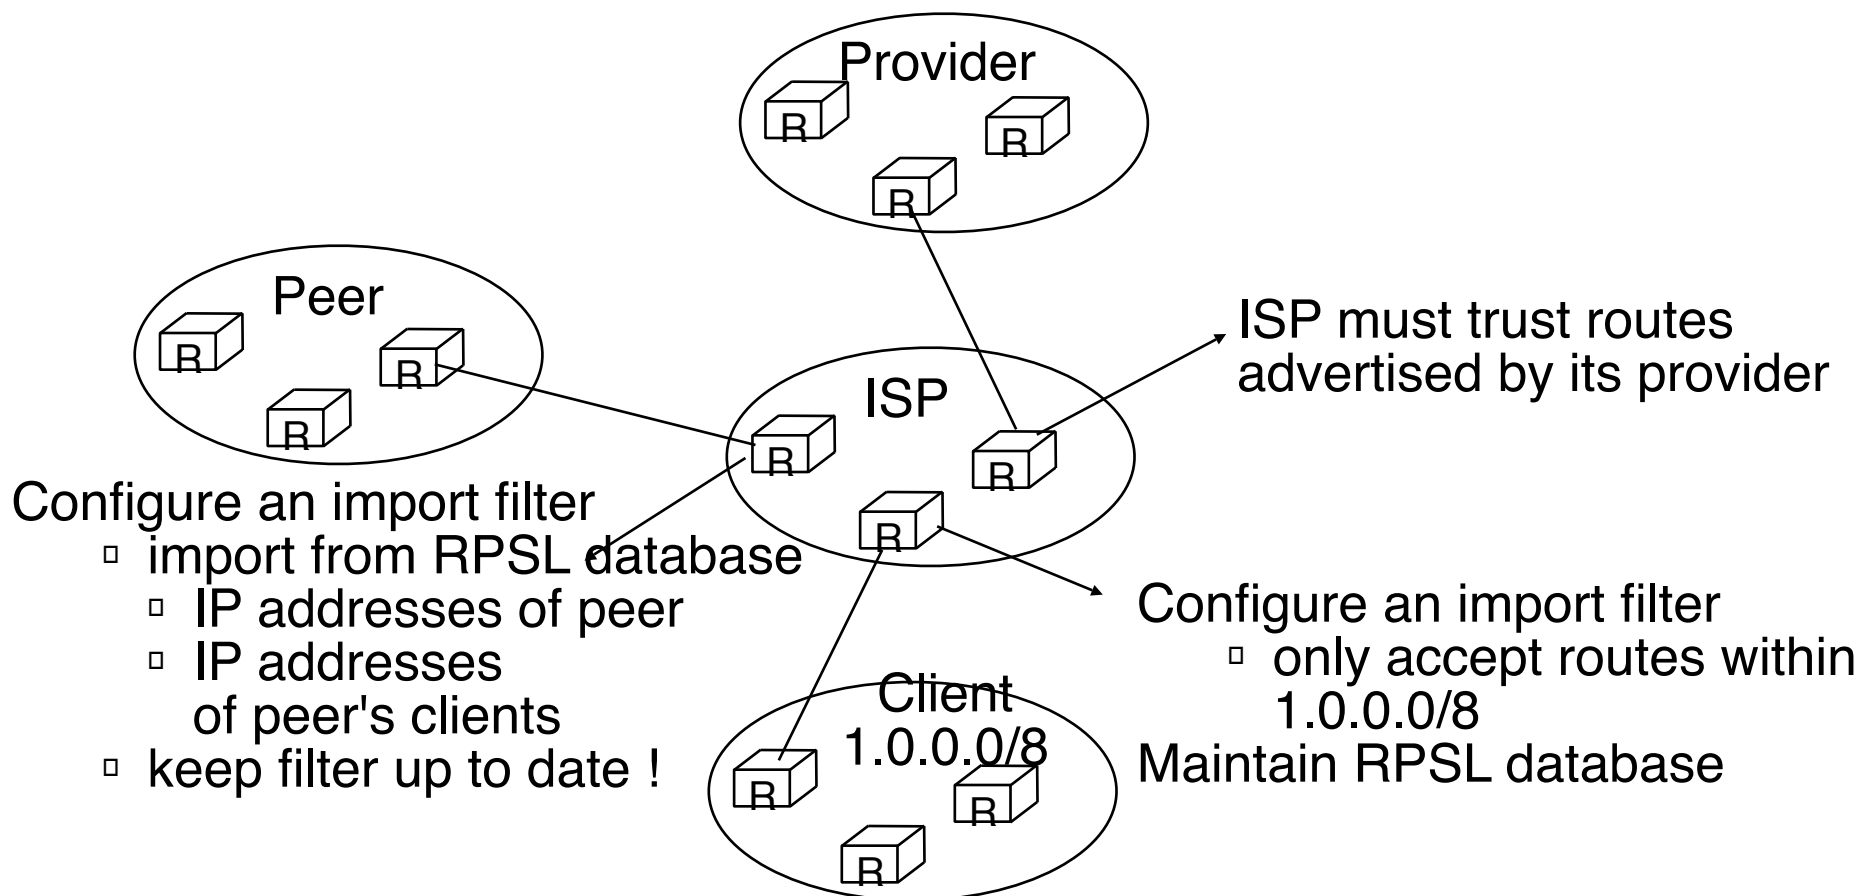 Provider
R
R
R
Peer
R
R
R
ISP must trust routes
advertised by its provider
ISP
R
R
R
Configure an import filter
import from RPSL database
IP addresses of peer
IP addresses
of peer's clients
keep filter up to date !
Configure an import filter
only accept routes within
1.0.0.0/8
Maintain RPSL database
Client
1.0.0.0/8
R
R
R